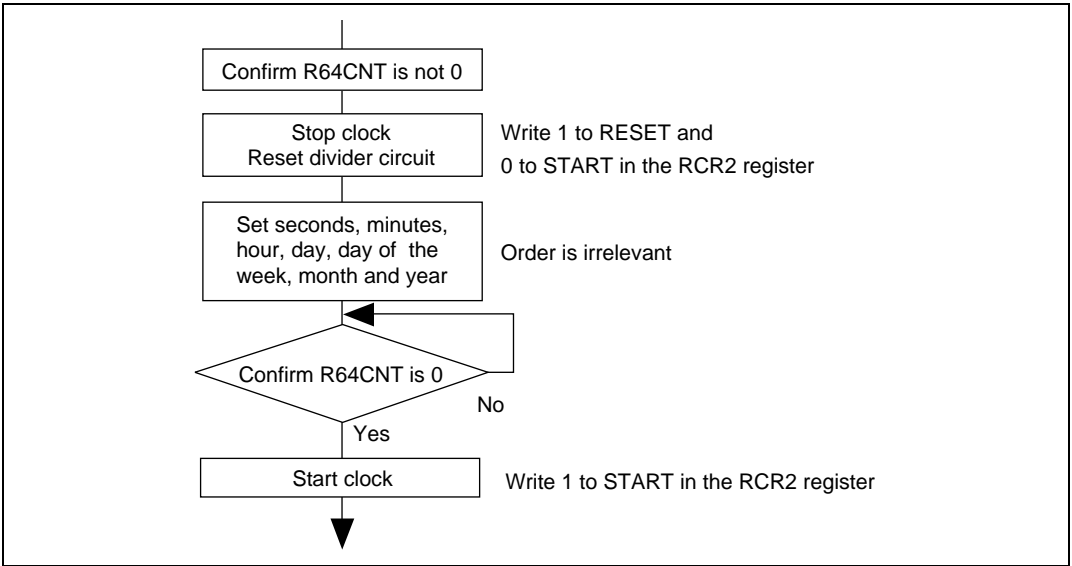 Confirm R64CNT is not 0
Stop clock
Reset divider circuit
Write 1 to RESET and
0 to START in the RCR2 register
Set seconds, minutes,
hour, day, day of the
week, month and year
Order is irrelevant
Confirm R64CNT is 0
No
Yes
Start clock
Write 1 to START in the RCR2 register